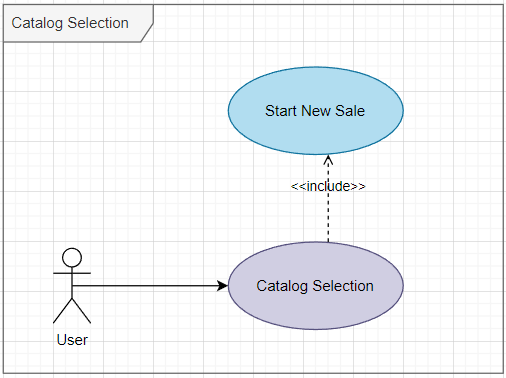 Catalog Selection
Start New Sale
<<include>>
Catalog Selection
User